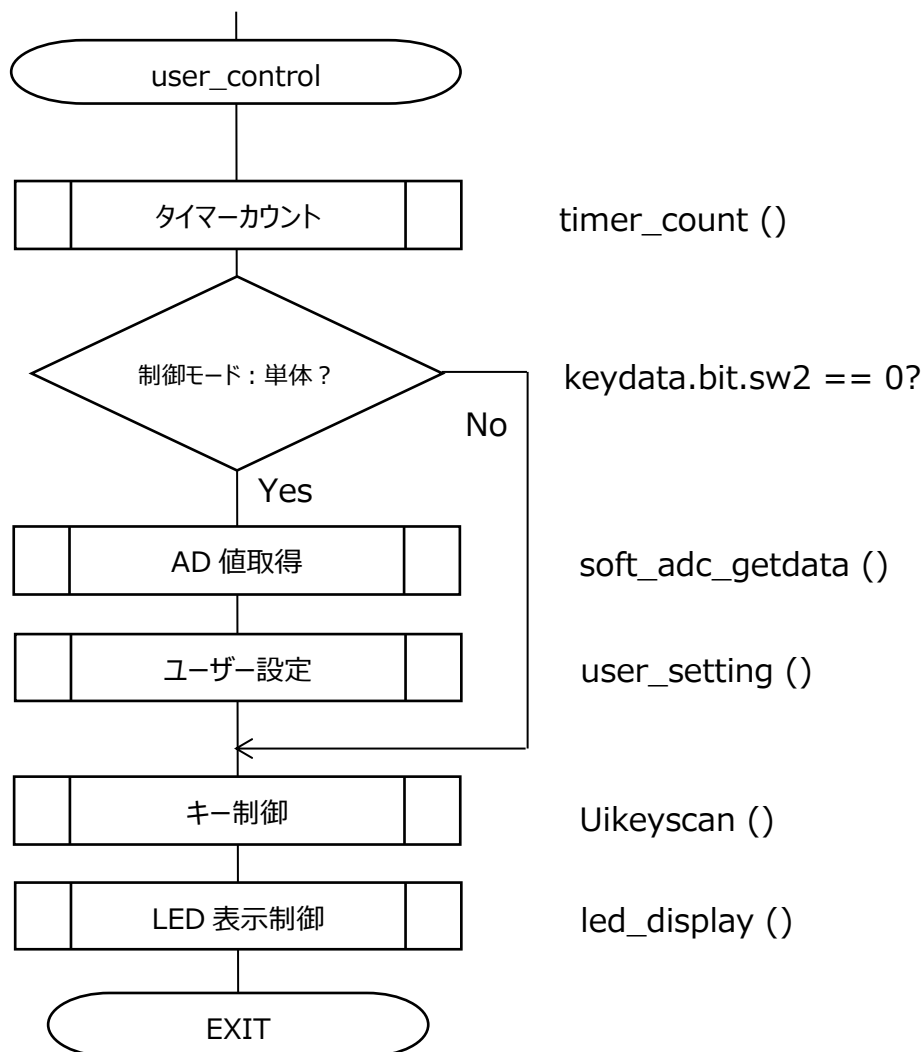 user_control
タイマーカウント
timer_count ()
制御モード：単体？
keydata.bit.sw2 == 0?
No
Yes
AD 値取得
soft_adc_getdata ()
ユーザー設定
user_setting ()
キー制御
Uikeyscan ()
LED 表示制御
led_display ()
EXIT